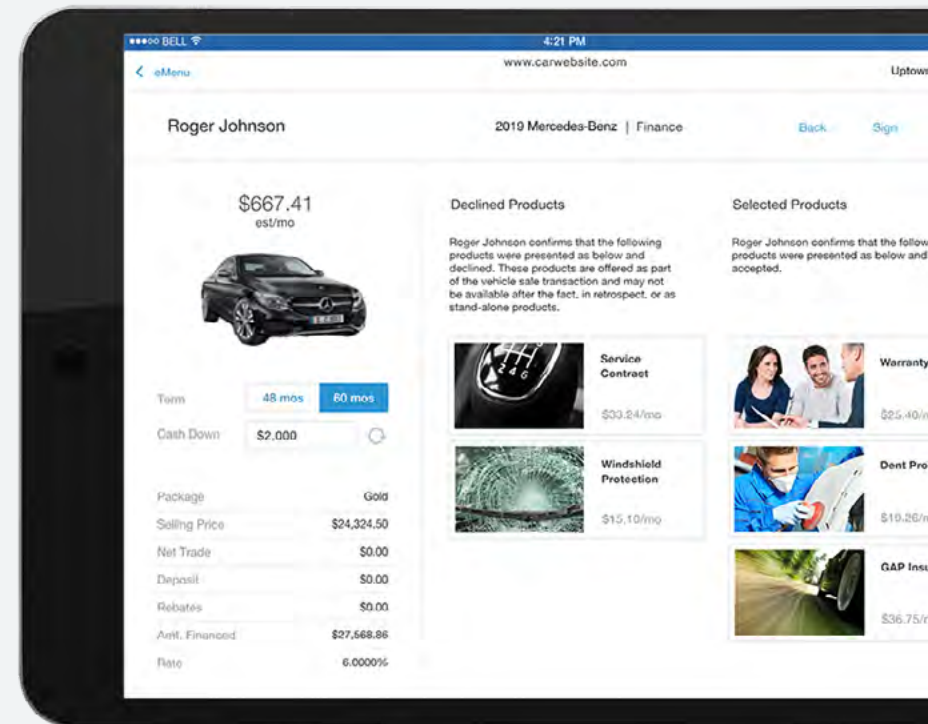 BELL
4:21 PM
www.carwebsite.com
eMenu
Uptown
Roger Johnson
2019 Mercedes-Benz | Finance
Back
Sign
$667.41
est/mo
Term
48 mos
60 mos
Cash Down
$2,000
Package
Gold
Selling Price
$24,324.50
Net Trade
$0.00
Deposit
$0.00
Rebates
$0.00
Amt. Financed
$27,568.86
Rate
6.0000%
Declined Products
Roger Johnson confirms that the following
products were presented as below and
declined. These products are offered as part
of the vehicle sale transaction and may not
be available after the fact, in retrospect, or as
stand-alone products.
Service
Contract
$33.24/mo
Windshield
Protection
$15.10/mo
Selected Products
Roger Johnson confirms that the follow
products were presented as below and
accepted.
Warranty
$25.40/m
Dent Pro
$10.26/m
GAP Insu
$36.75/m